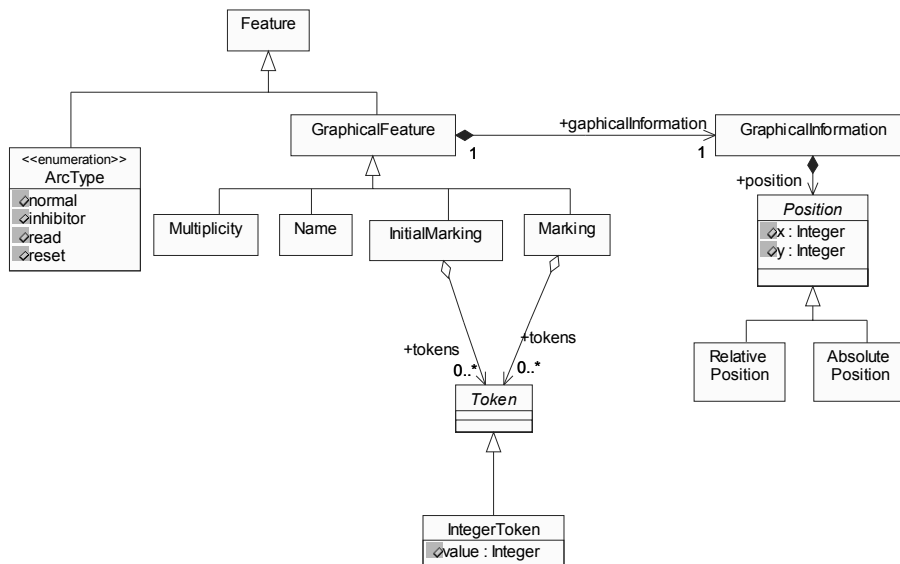 Feature
GraphicalFeature
+gaphicalInformation
1
1
GraphicalInformation
<<enumeration>>
ArcType
normal
inhibitor
read
reset
Multiplicity
Name
InitialMarking
Marking
+position
Position
x : Integer
y : Integer
+tokens
0..*
+tokens
0..*
Relative
Position
Absolute
Position
Token
IntegerToken
value : Integer